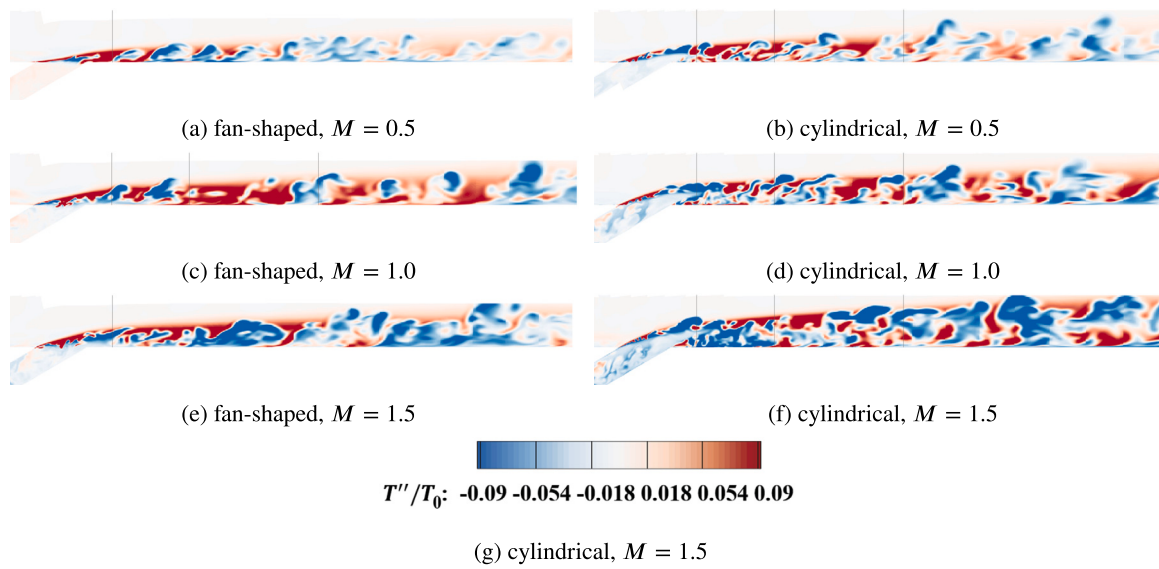 (a) fan-shaped, M = 0.5
(b) cylindrical, M = 0.5
(c) fan-shaped, M = 1.0
(d) cylindrical, M = 1.0
(e) fan-shaped, M = 1.5
(f) cylindrical, M = 1.5
T′′/T₀: -0.09 -0.054 -0.018 0.018 0.054 0.09
(g) cylindrical, M = 1.5